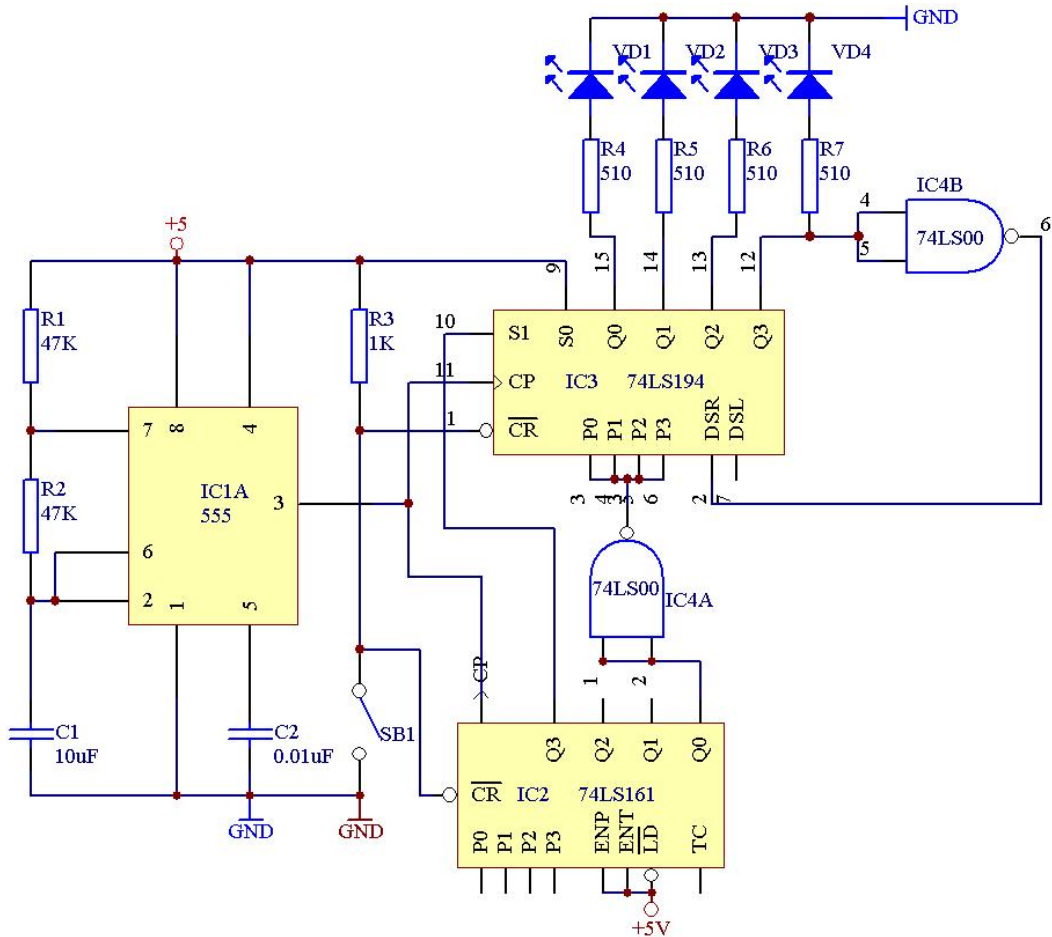 GND
VD1
VD2
VD3
VD4
R4
510
R5
510
R6
510
R7
510
IC4B
4
5
74LS00
6
+5
9
15
14
13
12
R1
47K
R3
1K
10
S1
S0
Q0
Q1
Q2
Q3
11
CP
IC3
74LS194
1
CR
P0
P1
P2
P3
DSR
DSL
7
8
4
R2
47K
IC1A
555
3
6
2
1
5
3
4
3
5
6
2
7
74LS00
IC4A
C1
10uF
C2
0.01uF
SB1
CP
1
2
Q3
Q2
Q1
Q0
CR
IC2
74LS161
GND
GND
P0
P1
P2
P3
ENP
ENT
LD
TC
+5V